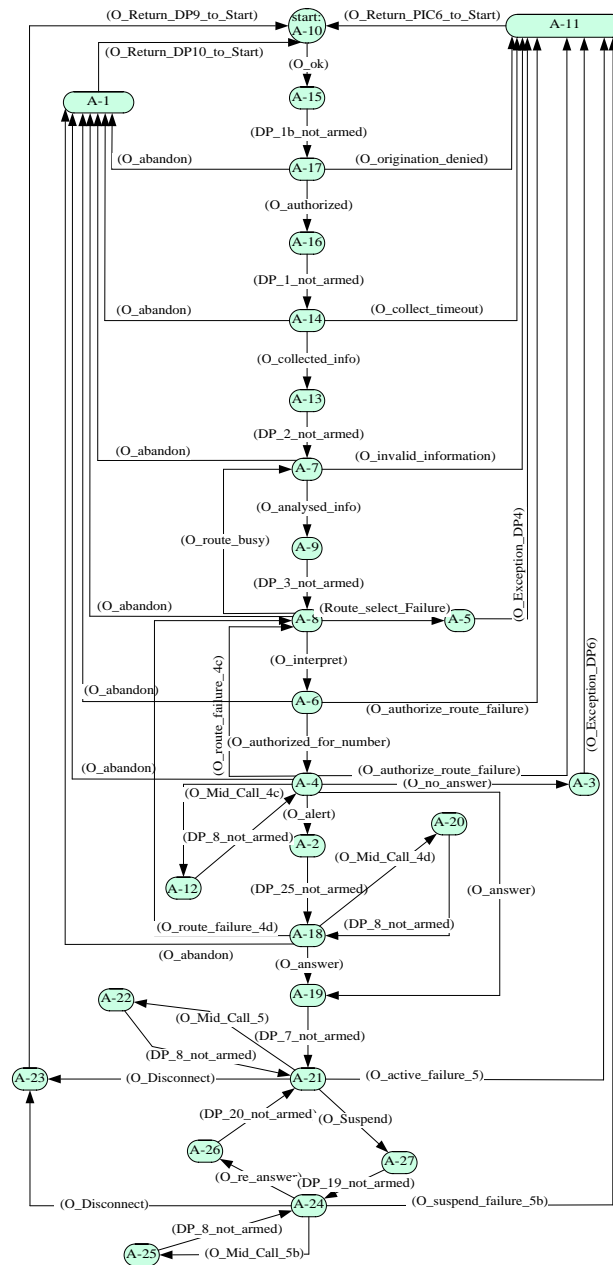 (O_Return_DP9_to_Start)
start:
A-10
(O_Return_PIC6_to_Start)
A-11
(O_Return_DP10_to_Start)
(O_ok)
A-1
A-15
(DP_1b_not_armed)
(O_abandon)
A-17
(O_origination_denied)
(O_authorized)
A-16
(DP_1_not_armed)
(O_abandon)
A-14
(O_collect_timeout)
(O_collected_info)
A-13
(DP_2_not_armed)
(O_abandon)
A-7
(O_invalid_information)
(O_analysed_info)
(O_route_busy)
A-9
(O_Exception_DP4)
(DP_3_not_armed)
(O_abandon)
A-8
(Route_select_Failure)
A-5
(O_interpret)
(O_route_failure_4c)
(O_abandon)
A-6
(O_authorize_route_failure)
(O_Exception_DP6)
(O_authorized_for_number)
(O_abandon)
A-4
(O_authorize_route_failure)
(O_no_answer)
A-3
(O_Mid_Call_4c)
(O_alert)
A-20
(DP_8_not_armed)
A-2
(O_Mid_Call_4d)
A-12
(DP_25_not_armed)
(DP_8_not_armed)
(O_answer)
(O_route_failure_4d)
A-18
(O_abandon)
(O_answer)
A-22
A-19
(O_Mid_Call_5)
(DP_7_not_armed)
(DP_8_not_armed)
A-23
(O_Disconnect)
A-21
(O_active_failure_5)
(DP_20_not_armed)
(O_Suspend)
A-26
A-27
(O_re_answer)
(DP_19_not_armed)
(O_Disconnect)
A-24
(O_suspend_failure_5b)
(DP_8_not_armed)
A-25
(O_Mid_Call_5b)